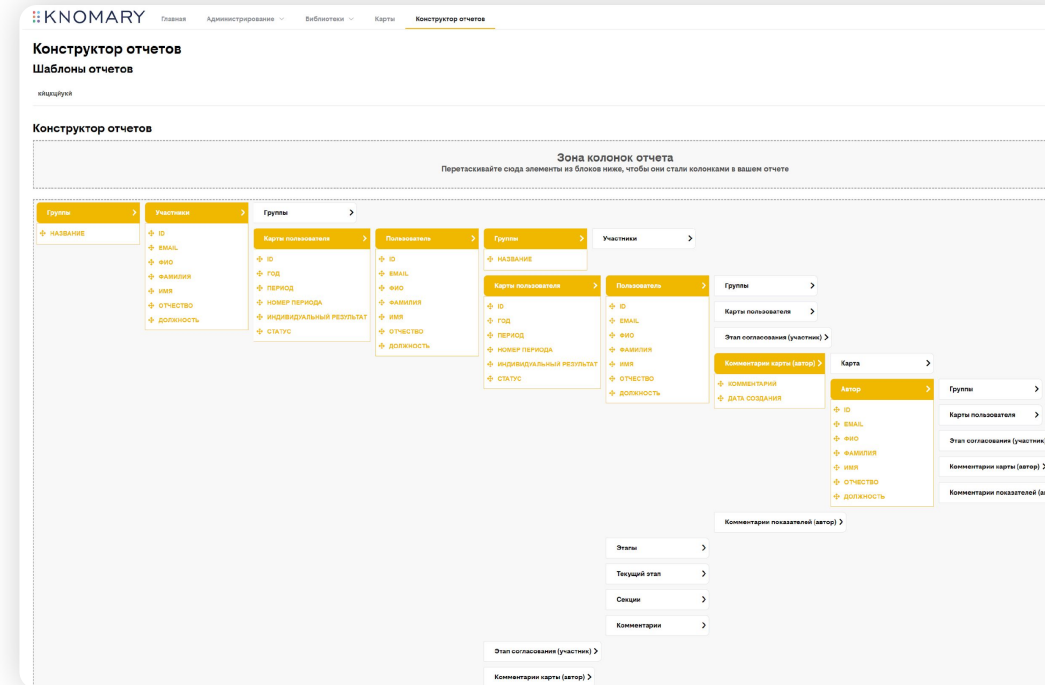 KNOMARY Главная Администрирование Библиотеки Карты Конструктор отчетов
Конструктор отчетов
Шаблоны отчетов
кйцкцйукй
Конструктор отчетов
Зона колонок отчета
Перетаскивайте сюда элементы из блоков ниже, чтобы они стали колонками в вашем отчете
Группы
НАЗВАНИЕ
Участники
ID
EMAIL
ФИО
ФАМИЛИЯ
ИМЯ
ОТЧЕСТВО
ДОЛЖНОСТЬ
Группы
Карты пользователя
ID
ГОД
ПЕРИОД
НОМЕР ПЕРИОДА
ИНДИВИДУАЛЬНЫЙ РЕЗУЛЬТАТ
СТАТУС
Пользователь
ID
EMAIL
ФИО
ФАМИЛИЯ
ИМЯ
ОТЧЕСТВО
ДОЛЖНОСТЬ
Группы
НАЗВАНИЕ
Участники
Карты пользователя
ID
ГОД
ПЕРИОД
НОМЕР ПЕРИОДА
ИНДИВИДУАЛЬНЫЙ РЕЗУЛЬТАТ
СТАТУС
Пользователь
ID
EMAIL
ФИО
ФАМИЛИЯ
ИМЯ
ОТЧЕСТВО
ДОЛЖНОСТЬ
Группы
Карты пользователя
Этап согласования (участник)
Комментарии карты (автор)
КОММЕНТАРИЙ
ДАТА СОЗДАНИЯ
Карта
Автор
ID
EMAIL
ФИО
ФАМИЛИЯ
ИМЯ
ОТЧЕСТВО
ДОЛЖНОСТЬ
Группы
Карты пользователя
Этап согласования (участник)
Комментарии карты (автор)
Комментарии показателей (ав
Комментарии показателей (автор)
Этапы
Текущий этап
Секции
Комментарии
Этап согласования (участник)
Комментарии карты (автор)